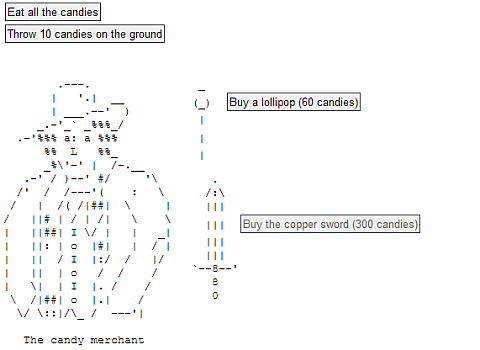 Eat all the candies
Throw 10 candies on the ground
Buy a lollipop (60 candies)
Buy the copper sword (300 candies)
The candy merchant